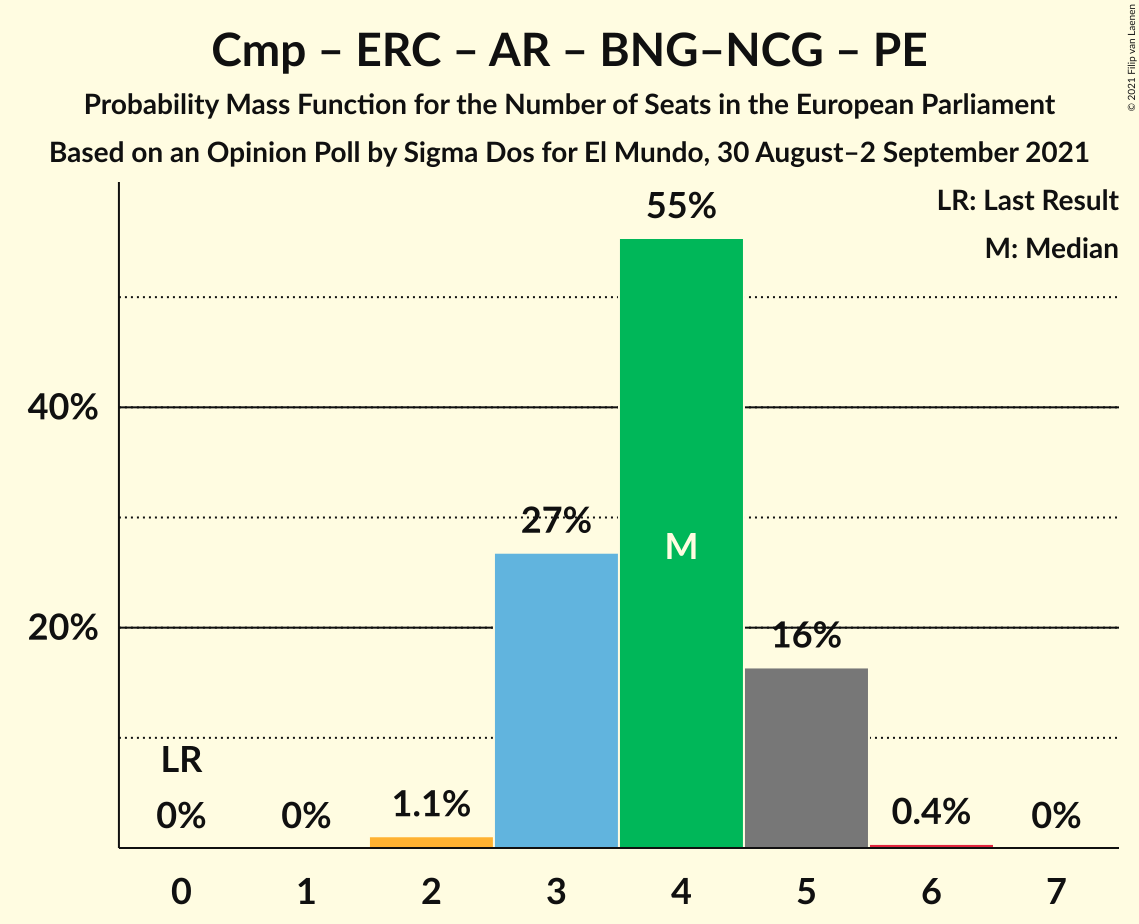 Cmp – ERC – AR – BNG–NCG – PE
Probability Mass Function for the Number of Seats in the European Parliament
Based on an Opinion Poll by Sigma Dos for El Mundo, 30 August–2 September 2021
© 2021 Filip van Laenen
LR: Last Result
M: Median
55%
40%
27%
M
20%
16%
LR
0%
0%
1.1%
0.4%
0%
0
1
2
3
4
5
6
7